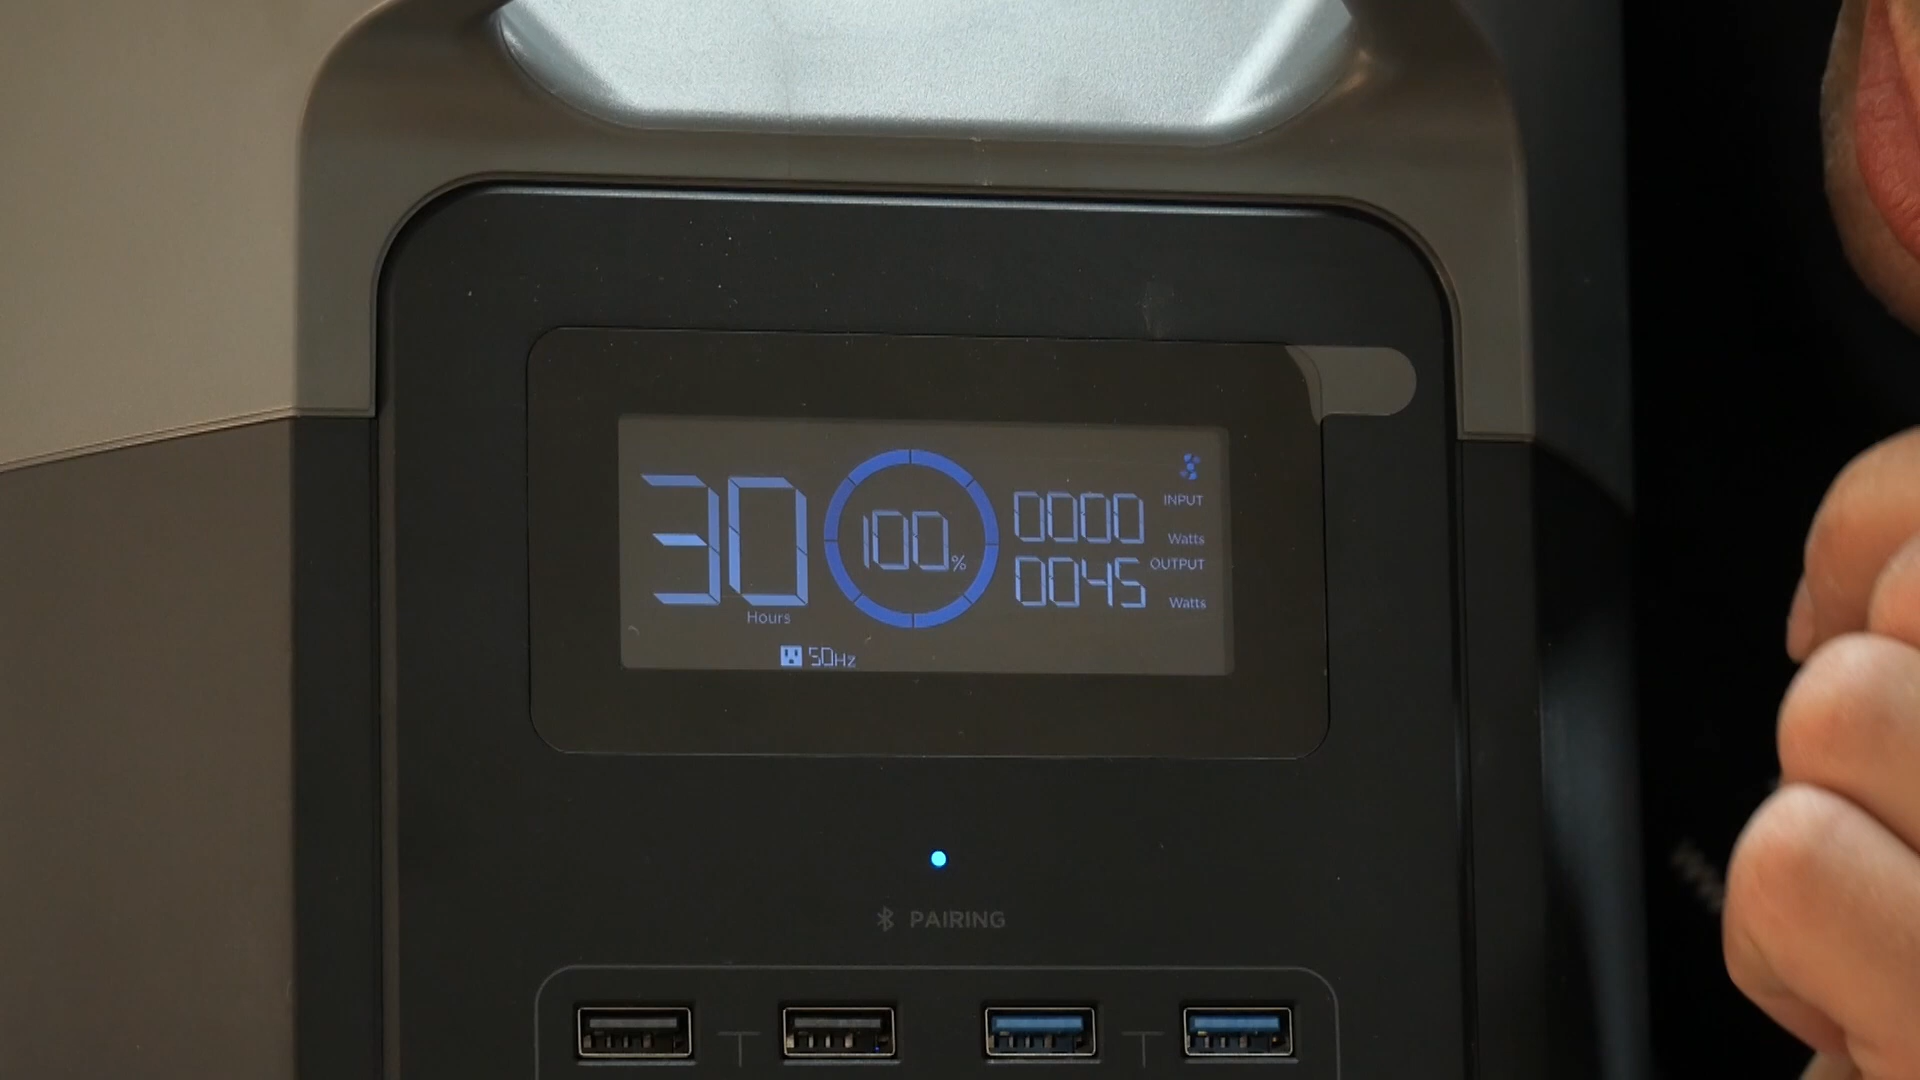 30
Hours
100%
0000
INPUT
Watts
0045
OUTPUT
Watts
50Hz
PAIRING